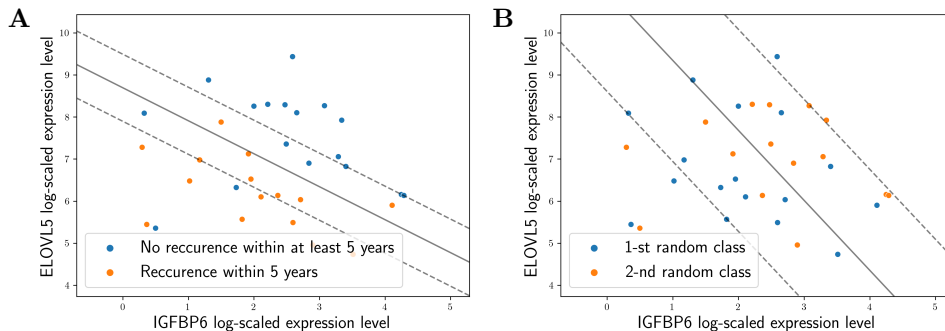 A
ELOVL5 log-scaled expression level
10
9
8
7
6
5
4
No reccurence within at least 5 years
Reccurence within 5 years
0
1
2
3
4
5
IGFBP6 log-scaled expression level
B
ELOVL5 log-scaled expression level
10
9
8
7
6
5
4
1-st random class
2-nd random class
0
1
2
3
4
5
IGFBP6 log-scaled expression level